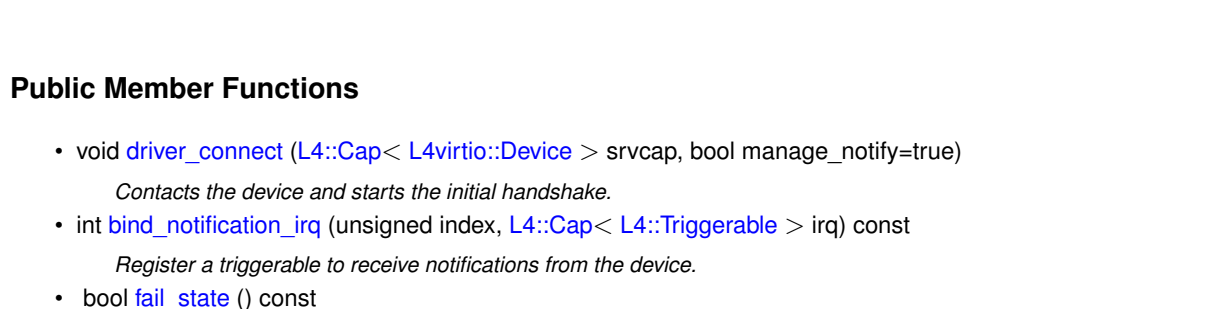 Public Member Functions
• void driver_connect (L4::Cap< L4virtio::Device > srvcap, bool manage_notify=true)
Contacts the device and starts the initial handshake.
• int bind_notification_irq (unsigned index, L4::Cap< L4::Triggerable > irq) const
Register a triggerable to receive notifications from the device.
• bool fail_state () const